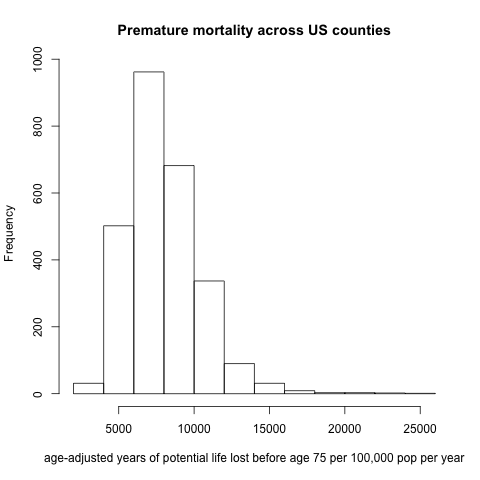 Premature mortality across US counties
Frequency
1000
800
600
400
200
0
5000 10000 15000 20000 25000
age-adjusted years of potential life lost before age 75 per 100,000 pop per year